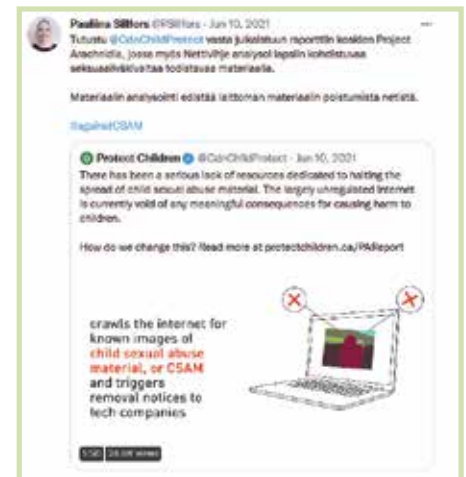 Pauliina Sillfors @PSillfors · Jun 10, 2021
Tutustu @CdnChildProtect vasta julkaistuun raporttiin koskien Project
Arachnidia, jossa myös Nettivihje analysoi lapsiin kohdistuvaa
seksuaaliväkivaltaa todistavaa materiaalia.
Materiaalin analysointi edistää laittoman materiaalin poistumista netistä.
#againstCSAM
Protect Children @CdnChildProtect · Jun 10, 2021
There has been a serious lack of resources dedicated to halting the
spread of child sexual abuse material. The largely unregulated internet
is currently void of any meaningful consequences for causing harm to
children.
How do we change this? Read more at protectchildren.ca/PAReport
crawls the internet for
known images of
child sexual abuse
material, or CSAM
and triggers
removal notices to
tech companies
views